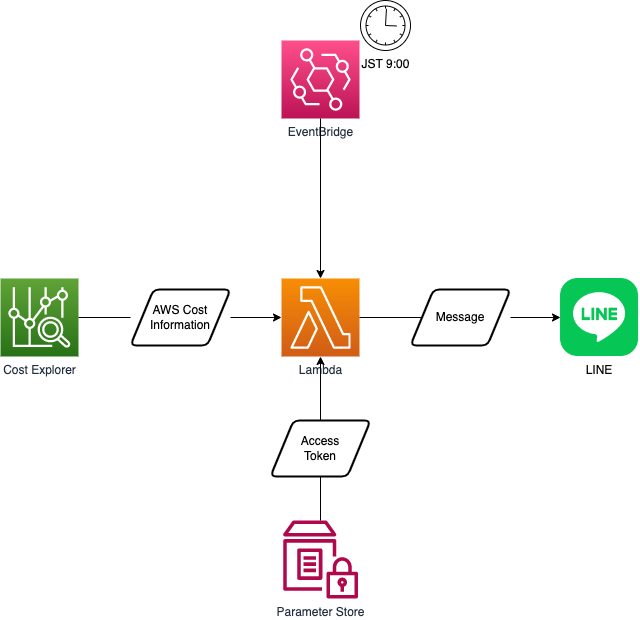 JST 9:00
EventBridge
AWS Cost
Information
Message
LINE
Cost Explorer
Lambda
LINE
Access
Token
Parameter Store